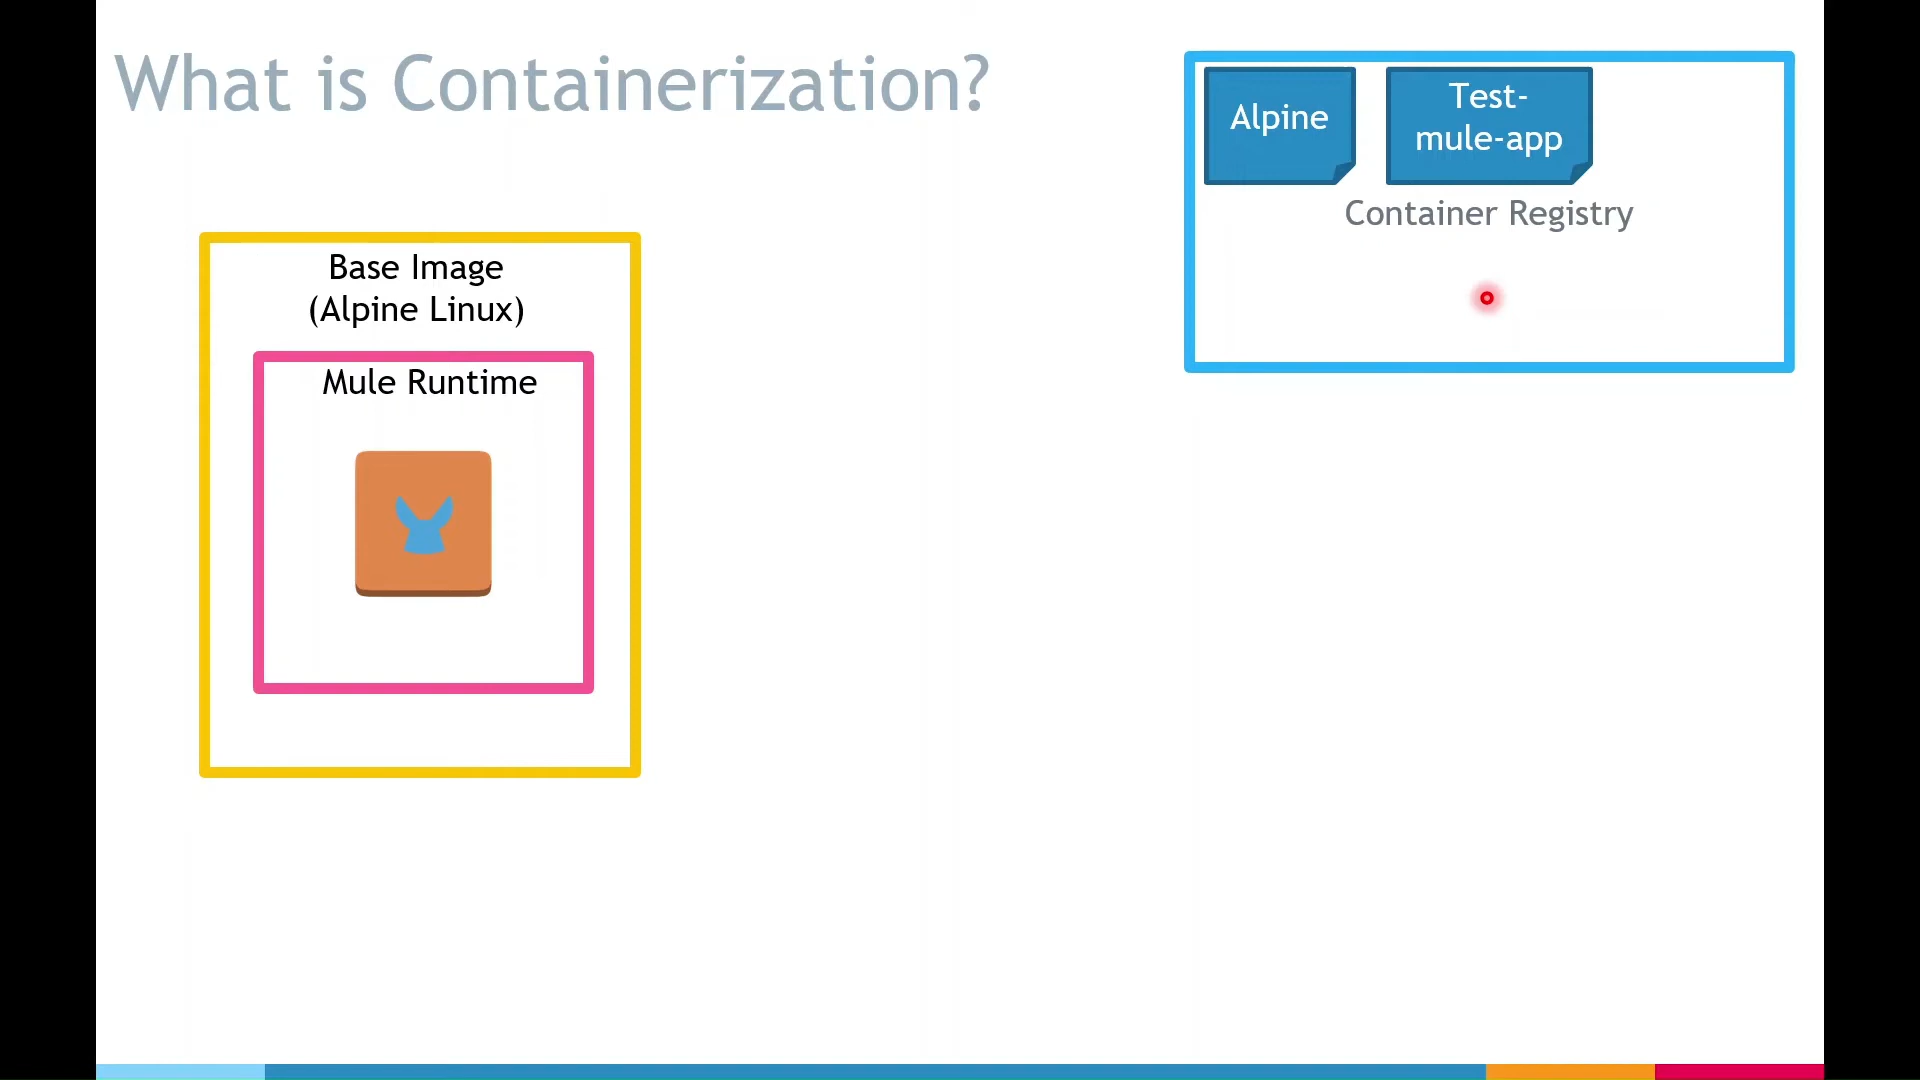 What is Containerization?
Alpine
Test-
mule-app
Container Registry
Base Image
(Alpine Linux)
Mule Runtime